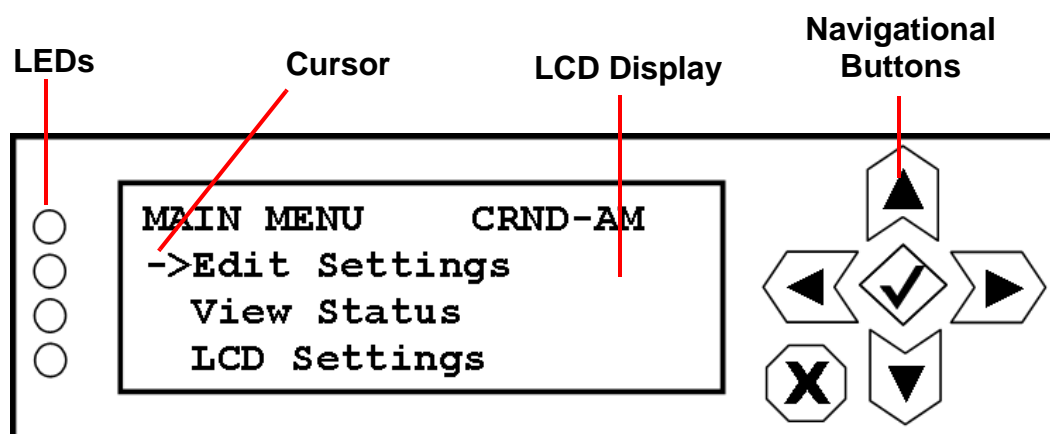 LEDs
Cursor
LCD Display
Navigational
Buttons
MAIN MENU CRND-AM
->Edit Settings
View Status
LCD Settings
X